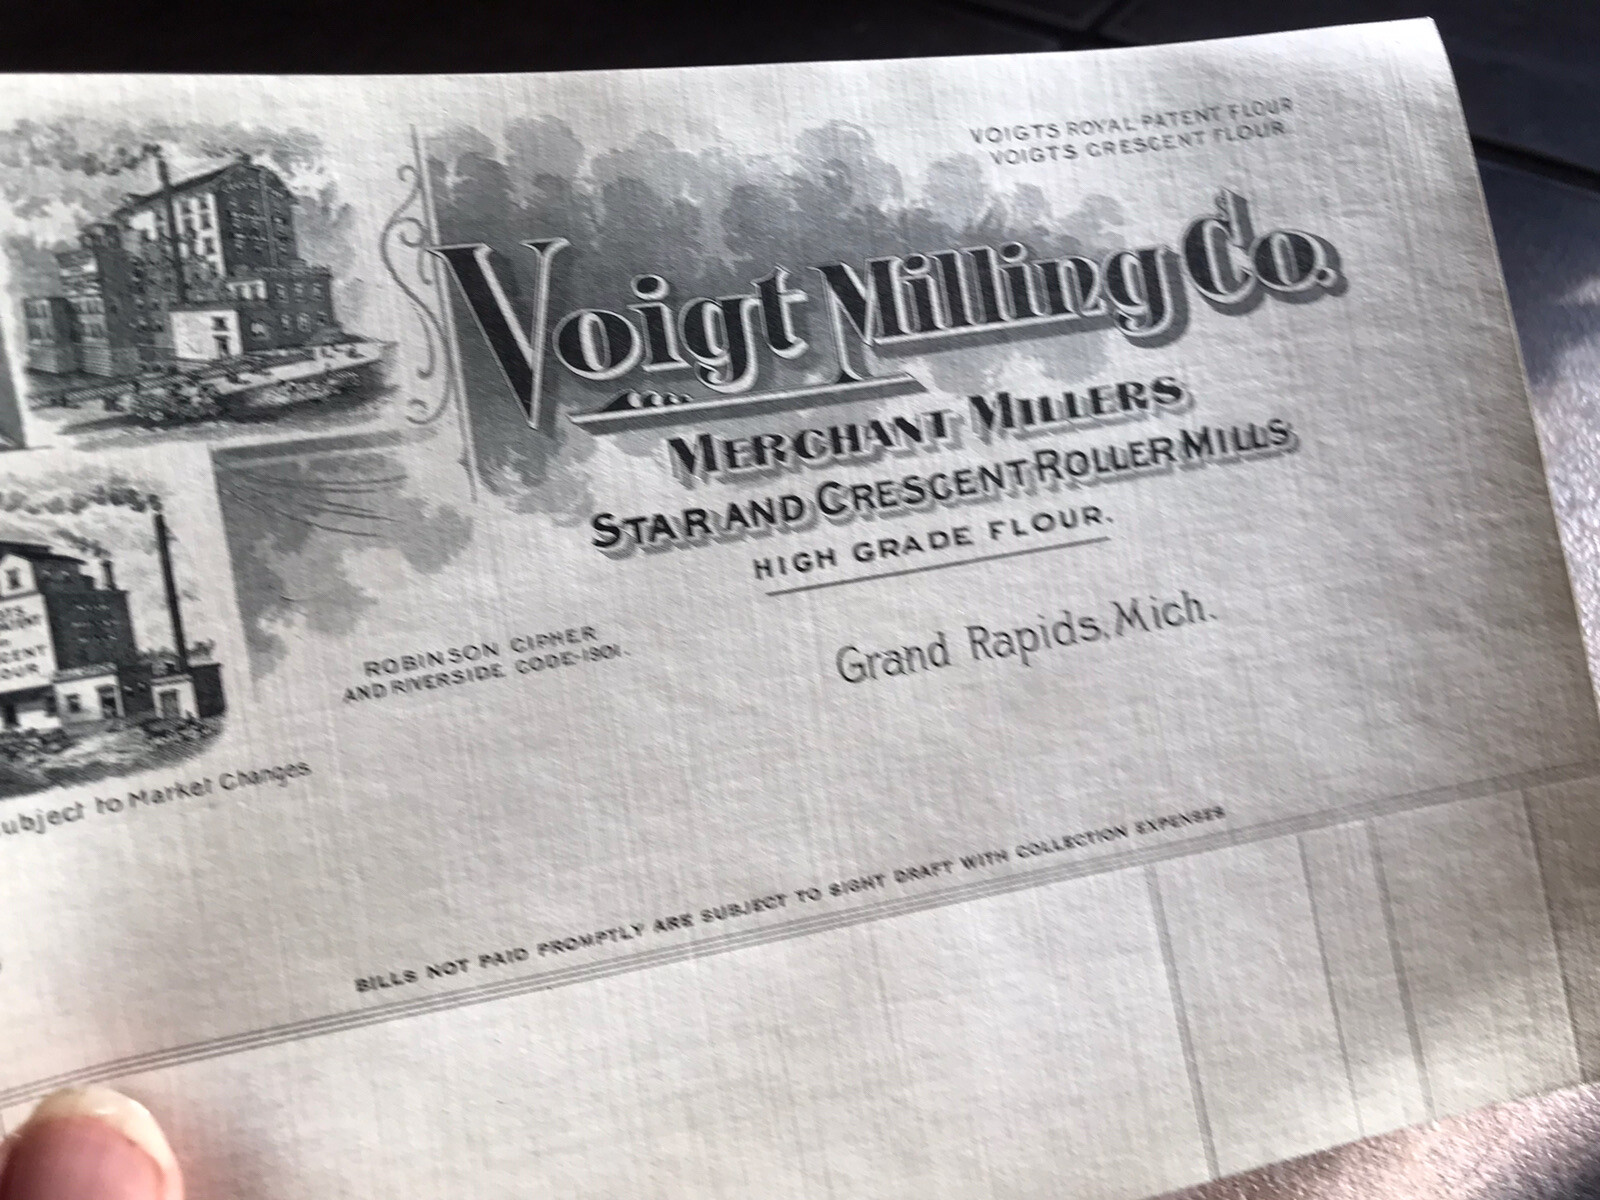 VOIGTS ROYAL PATENT FLOUR
VOIGTS CRESCENT FLOUR.
Voigt Milling Co.
MERCHANT MILLERS
STAR AND CRESCENT ROLLER MILLS
HIGH GRADE FLOUR.
Grand Rapids, Mich.
ROBINSON CIPHER
AND RIVERSIDE CODE-1901.
ubject to Market Changes
BILLS NOT PAID PROMPTLY ARE SUBJECT TO SIGHT DRAFT WITH COLLECTION EXPENSES